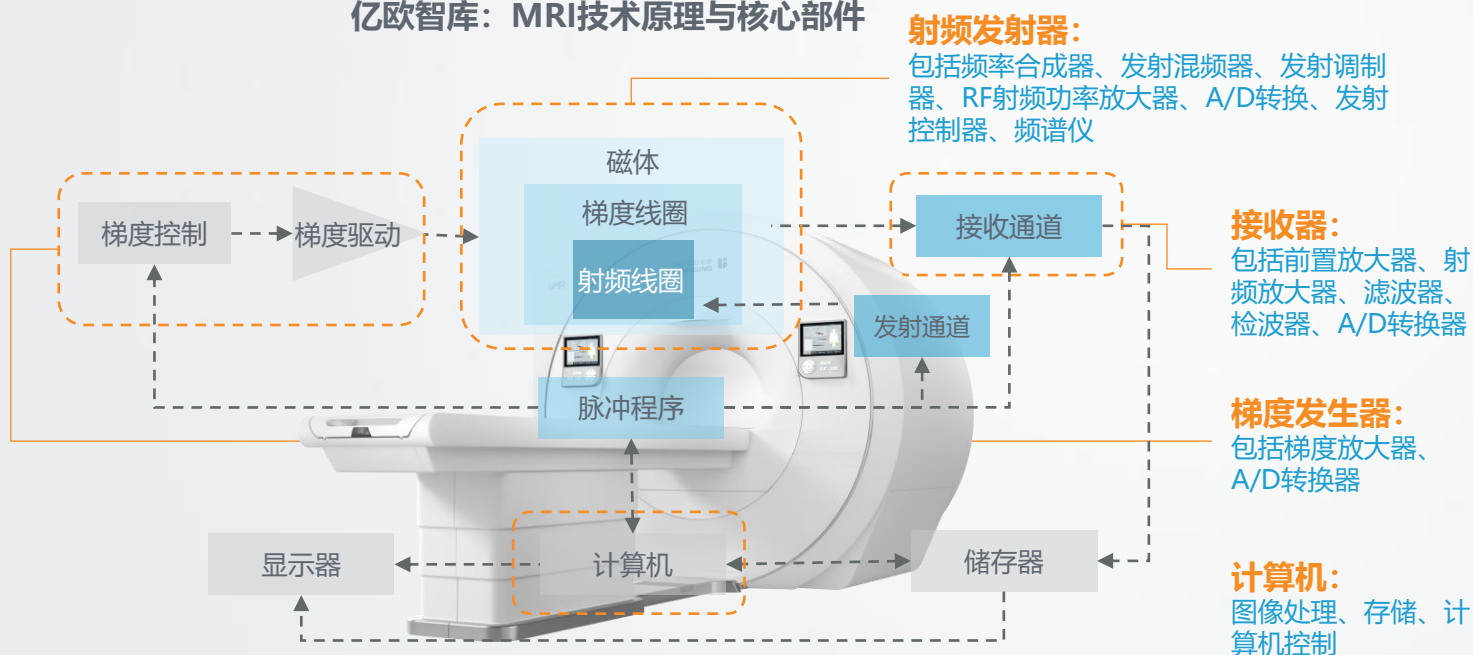 亿欧智库：MRI技术原理与核心部件
射频发射器：
包括频率合成器、发射混频器、发射调制
器、RF射频功率放大器、A/D转换、发射
控制器、频谱仪
磁体
梯度线圈
射频线圈
梯度控制
梯度驱动
接收通道
接收器：
包括前置放大器、射
频放大器、滤波器、
检波器、A/D转换器
发射通道
脉冲程序
梯度发生器：
包括梯度放大器、
A/D转换器
显示器
计算机
储存器
计算机：
图像处理、存储、计
算机控制